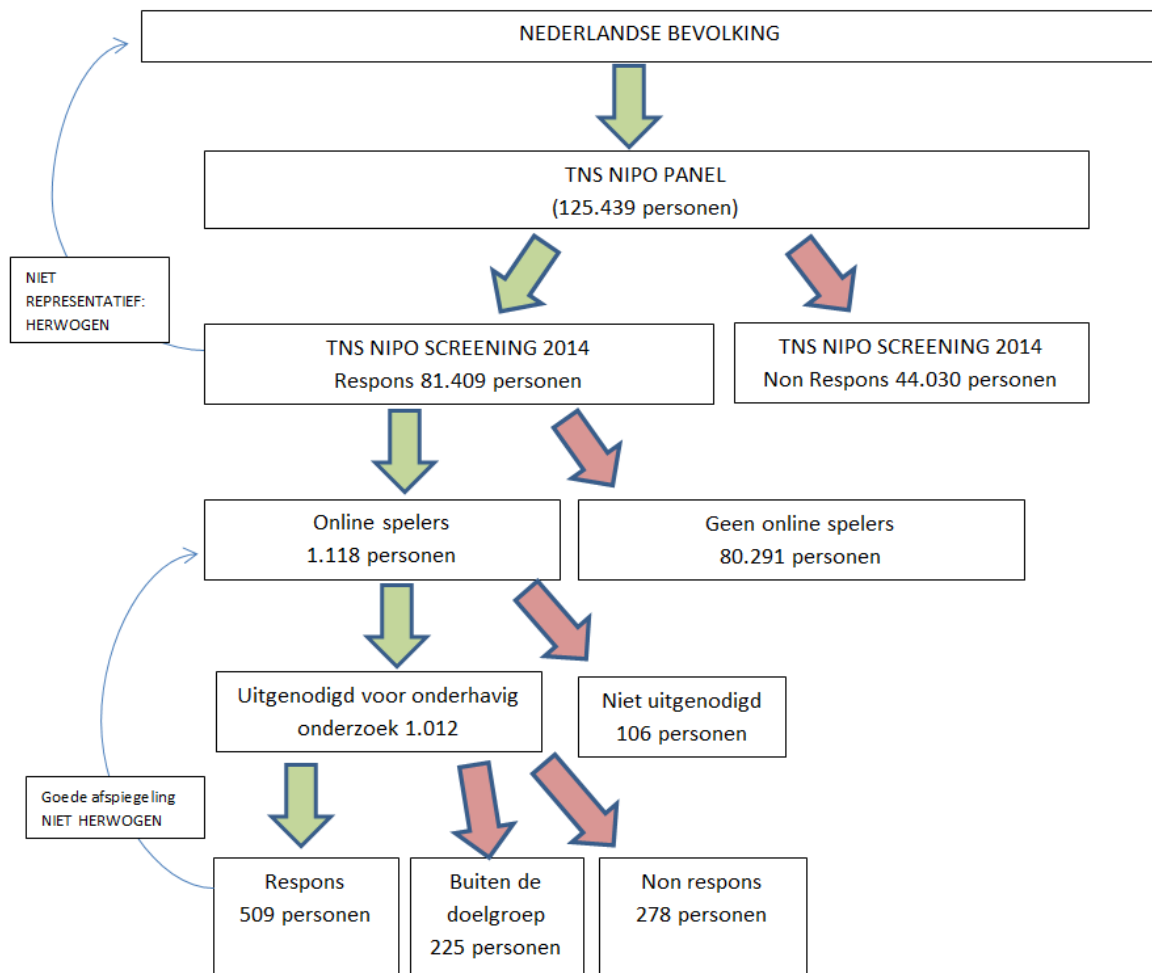 NEDERLANDSE BEVOLKING
TNS NIPO PANEL
(125.439 personen)
NIET
REPRESENTATIEF:
HERWOGEN
TNS NIPO SCREENING 2014
Respons 81.409 personen
TNS NIPO SCREENING 2014
Non Respons 44.030 personen
Online spelers
1.118 personen
Geen online spelers
80.291 personen
Uitgenodigd voor onderhavig
onderzoek 1.012
Niet uitgenodigd
106 personen
Goede afspiegeling
NIET HERWOGEN
Respons
509 personen
Buiten de
doelgroep
225 personen
Non respons
278 personen